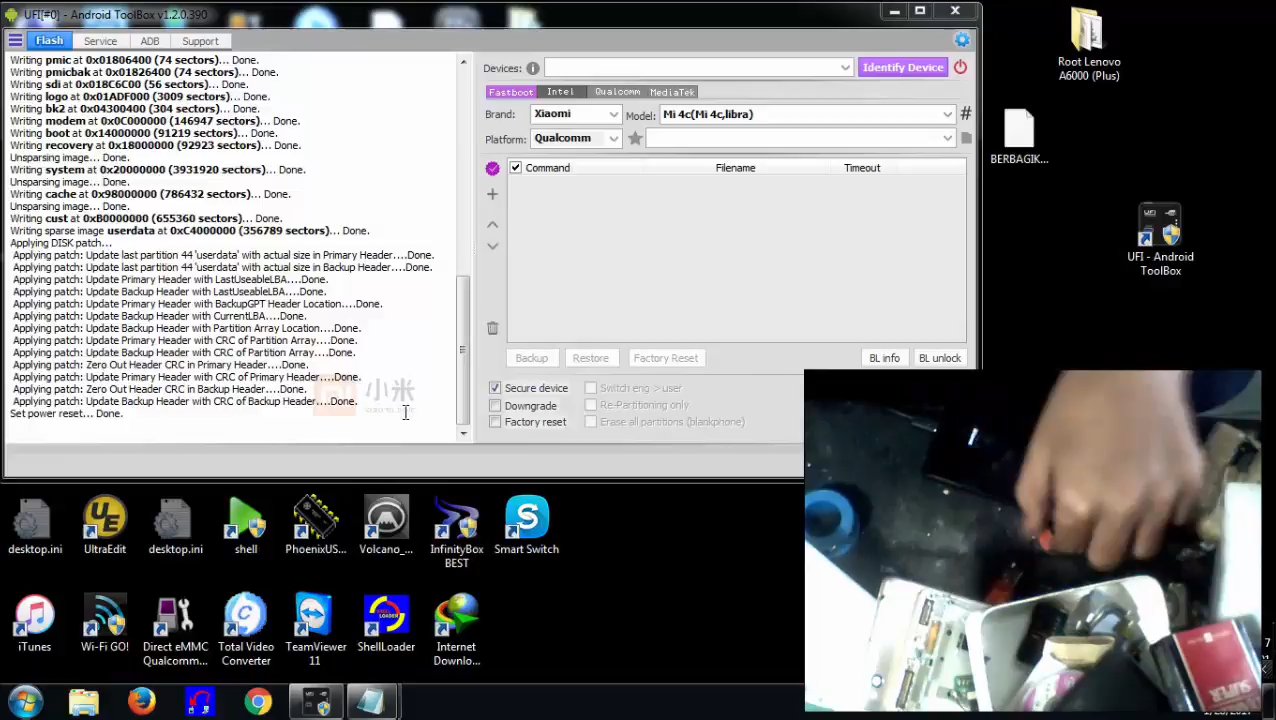 UFI[#0] - Android ToolBox v1.2.0.390
Flash Service ADB Support
Writing pmic at 0x01806400 (74 sectors)... Done.
Writing pmicbak at 0x01826400 (74 sectors)... Done.
Writing sdi at 0x018C6C00 (56 sectors)... Done.
Writing logo at 0x01ADF000 (3009 sectors)... Done.
Writing bk2 at 0x04300400 (304 sectors)... Done.
Writing modem at 0x0C000000 (146947 sectors)... Done.
Writing boot at 0x14000000 (91219 sectors)... Done.
Writing recovery at 0x18000000 (92923 sectors)... Done.
Unsparsing image... Done.
Writing system at 0x20000000 (3931920 sectors)... Done.
Unsparsing image... Done.
Writing cache at 0x98000000 (786432 sectors)... Done.
Unsparsing image... Done.
Writing cust at 0xB0000000 (655360 sectors)... Done.
Writing sparse image userdata at 0xC4000000 (356789 sectors)... Done.
Applying DISK patch...
Applying patch: Update last partition 44 'userdata' with actual size in Primary Header....Done.
Applying patch: Update last partition 44 'userdata' with actual size in Backup Header....Done.
Applying patch: Update Primary Header with LastUseableLBA....Done.
Applying patch: Update Backup Header with LastUseableLBA....Done.
Applying patch: Update Primary Header with BackupGPT Header Location....Done.
Applying patch: Update Backup Header with CurrentLBA....Done.
Applying patch: Update Backup Header with Partition Array Location....Done.
Applying patch: Update Primary Header with CRC of Partition Array....Done.
Applying patch: Update Backup Header with CRC of Partition Array....Done.
Applying patch: Zero Out Header CRC in Primary Header....Done.
Applying patch: Update Primary Header with CRC of Primary Header....Done.
Applying patch: Zero Out Header CRC in Backup Header....Done.
Applying patch: Update Backup Header with CRC of Backup Header....Done.
Set power reset... Done.
小米
Devices: Identify Device
Fastboot Intel Qualcomm MediaTek
Brand: Xiaomi Model: Mi 4c(Mi 4c,libra) #
Platform: Qualcomm
Command Filename Timeout
Backup Restore Factory Reset BL info BL unlock
Secure device Switch eng > user
Downgrade Re-Partitioning only
Factory reset Erase all partitions (blankphone)
Root Lenovo
A6000 (Plus)
BERBAGIK...
UFI - Android
ToolBox
desktop.ini UltraEdit desktop.ini shell PhoenixUS... Volcano_... InfinityBox
BEST Smart Switch
iTunes Wi-Fi GO! Direct eMMC
Qualcomm... Total Video
Converter TeamViewer
11 ShellLoader Internet
Downlo...